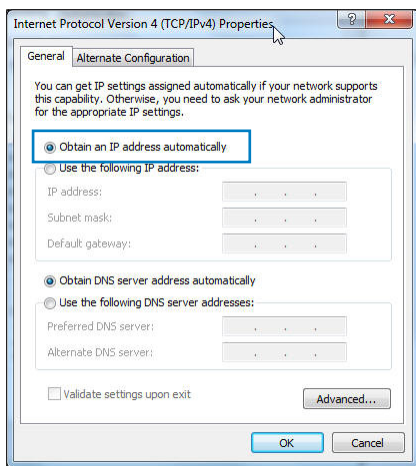 Internet Protocol Version 4 (TCP/IPv4) Properties
General
Alternate Configuration
You can get IP settings assigned automatically if your network supports
this capability. Otherwise, you need to ask your network administrator
for the appropriate IP settings.
Obtain an IP address automatically
Use the following IP address:
IP address:
Subnet mask:
Default gateway:
Obtain DNS server address automatically
Use the following DNS server addresses:
Preferred DNS server:
Alternate DNS server:
Validate settings upon exit
Advanced...
OK
Cancel